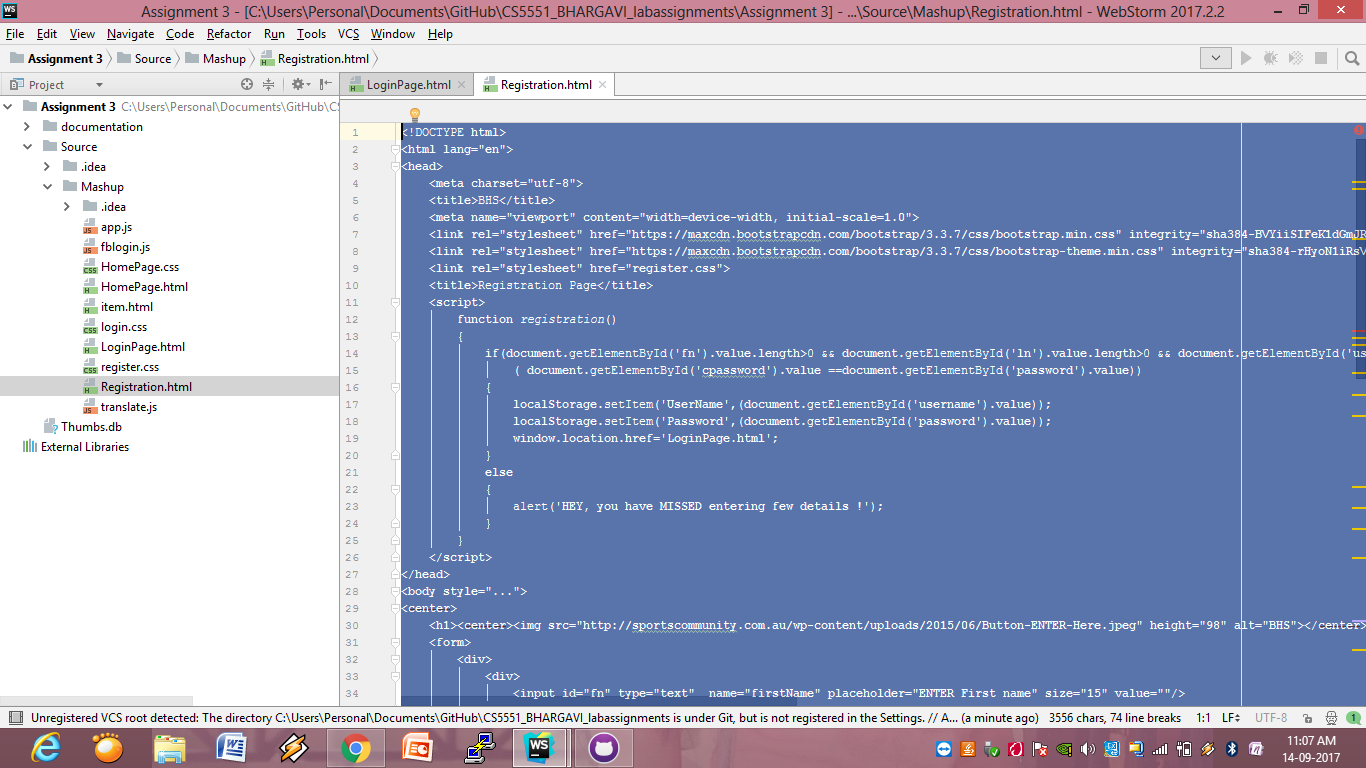 Assignment 3 - [C:\Users\Personal\Documents\GitHub\CS5551_BHARGAVI_labassignments\Assignment 3] - ...\Source\Mashup\Registration.html - WebStorm 2017.2.2
File Edit View Navigate Code Refactor Run Tools VCS Window Help
Assignment 3 Source Mashup Registration.html
Project
LoginPage.html Registration.html
Assignment 3 C:\Users\Personal\Documents\GitHub\CS
documentation
Source
.idea
Mashup
.idea
app.js
fblogin.js
HomePage.css
HomePage.html
item.html
login.css
LoginPage.html
register.css
Registration.html
translate.js
Thumbs.db
External Libraries
1 <!DOCTYPE html>
2 <html lang="en">
3 <head>
4 <meta charset="utf-8">
5 <title>BHS</title>
6 <meta name="viewport" content="width=device-width, initial-scale=1.0">
7 <link rel="stylesheet" href="https://maxcdn.bootstrapcdn.com/bootstrap/3.3.7/css/bootstrap.min.css" integrity="sha384-BVYiiSIFeK1dGmJR
8 <link rel="stylesheet" href="https://maxcdn.bootstrapcdn.com/bootstrap/3.3.7/css/bootstrap-theme.min.css" integrity="sha384-rHyoN1iRsV
9 <link rel="stylesheet" href="register.css">
10 <title>Registration Page</title>
11 <script>
12 function registration()
13 {
14 if(document.getElementById('fn').value.length>0 && document.getElementById('ln').value.length>0 && document.getElementById('us
15 ( document.getElementById('cpassword').value ==document.getElementById('password').value))
16 {
17 localStorage.setItem('UserName',(document.getElementById('username').value));
18 localStorage.setItem('Password',(document.getElementById('password').value));
19 window.location.href='LoginPage.html';
20 }
21 else
22 {
23 alert('HEY, you have MISSED entering few details !');
24 }
25 }
26 </script>
27 </head>
28 <body style="...">
29 <center>
30 <h1><center><img src="http://sportscommunity.com.au/wp-content/uploads/2015/06/Button-ENTER-Here.jpeg" height="98" alt="BHS"></center>
31 <form>
32 <div>
33 <div>
34 <input id="fn" type="text" name="firstName" placeholder="ENTER First name" size="15" value=""/>
Unregistered VCS root detected: The directory C:\Users\Personal\Documents\GitHub\CS5551_BHARGAVI_labassignments is under Git, but is not registered in the Settings. // A... (a minute ago) 3556 chars, 74 line breaks 1:1 LF UTF-8 1
11:07 AM
14-09-2017